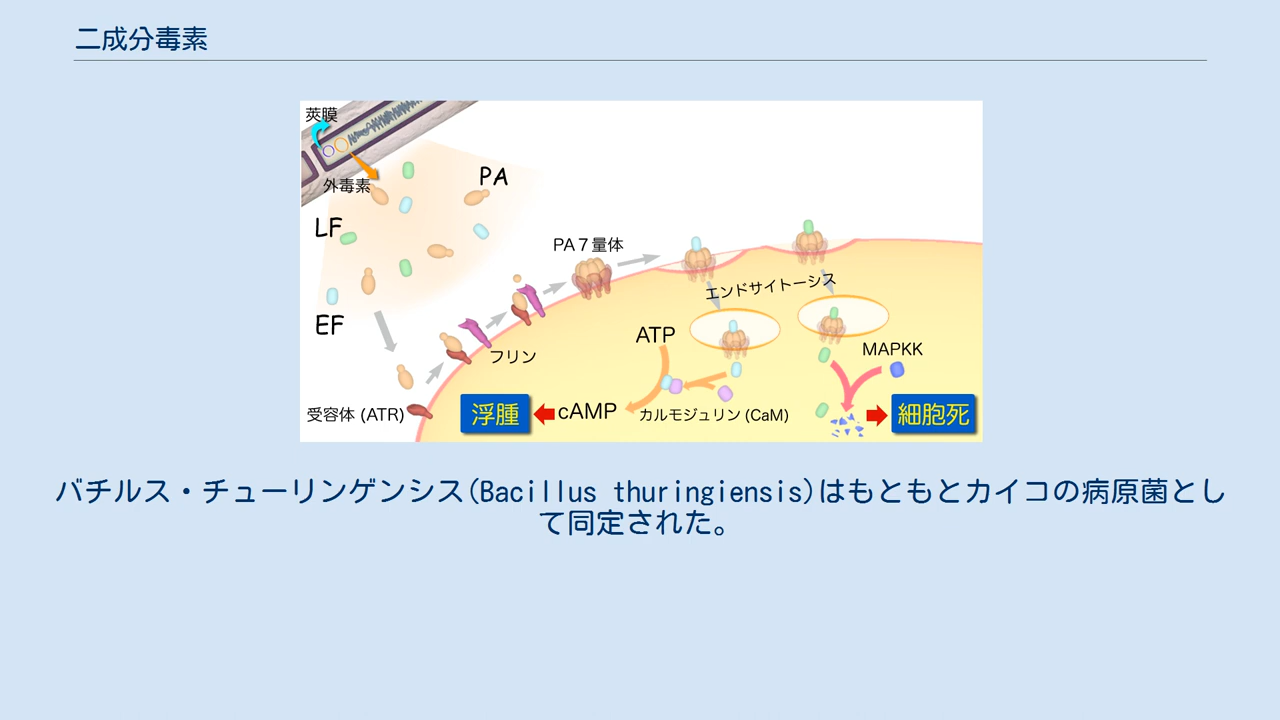 二成分毒素
莢膜
外毒素
PA
LF
EF
PA７量体
エンドサイトーシス
ATP
MAPKK
フリン
受容体 (ATR)
浮腫
cAMP
カルモジュリン (CaM)
細胞死
バチルス・チューリンゲンシス(Bacillus thuringiensis)はもともとカイコの病原菌とし
て同定された。